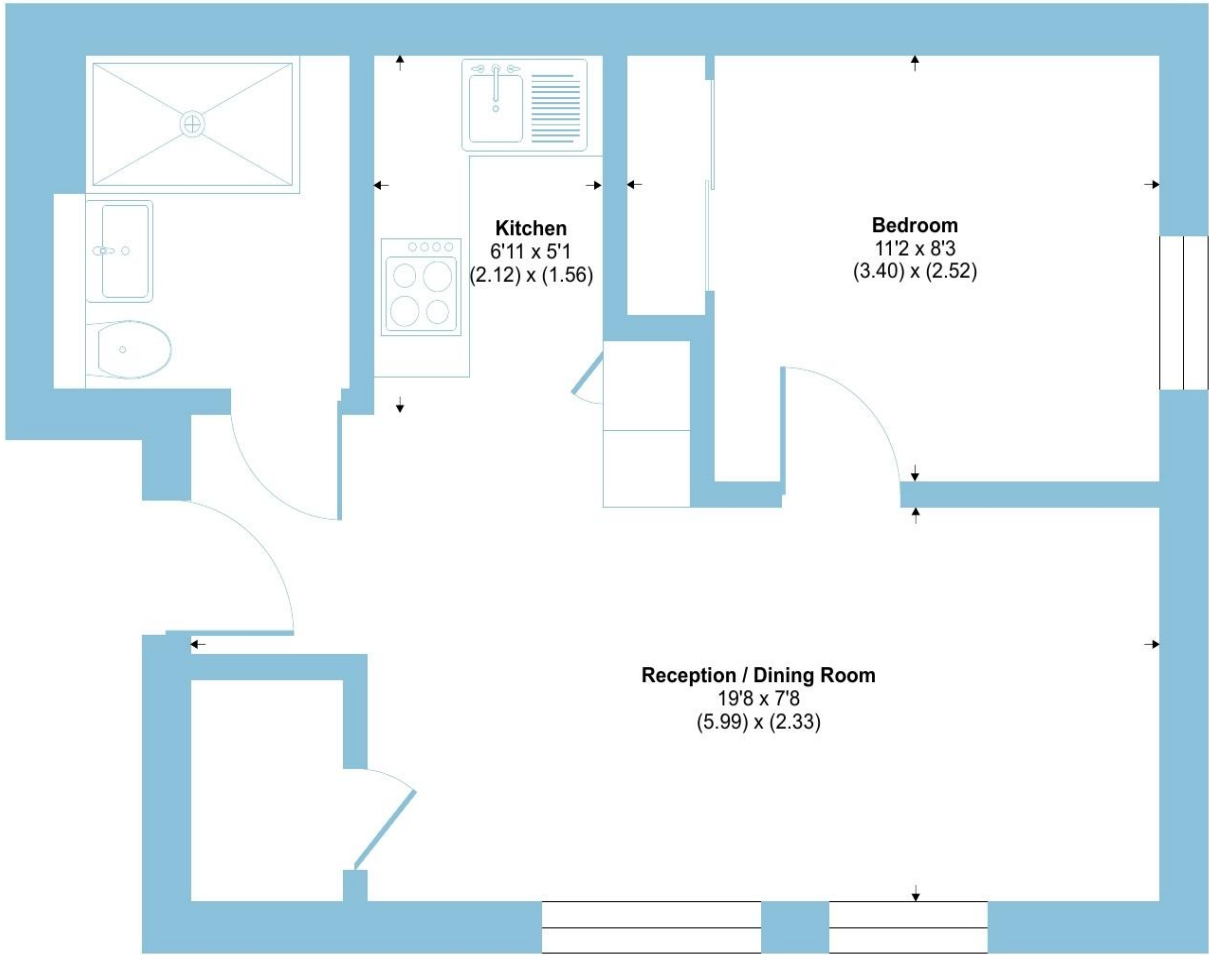 Kitchen
6'11 x 5'1
(2.12) x (1.56)
Bedroom
11'2 x 8'3
(3.40) x (2.52)
Reception / Dining Room
19'8 x 7'8
(5.99) x (2.33)